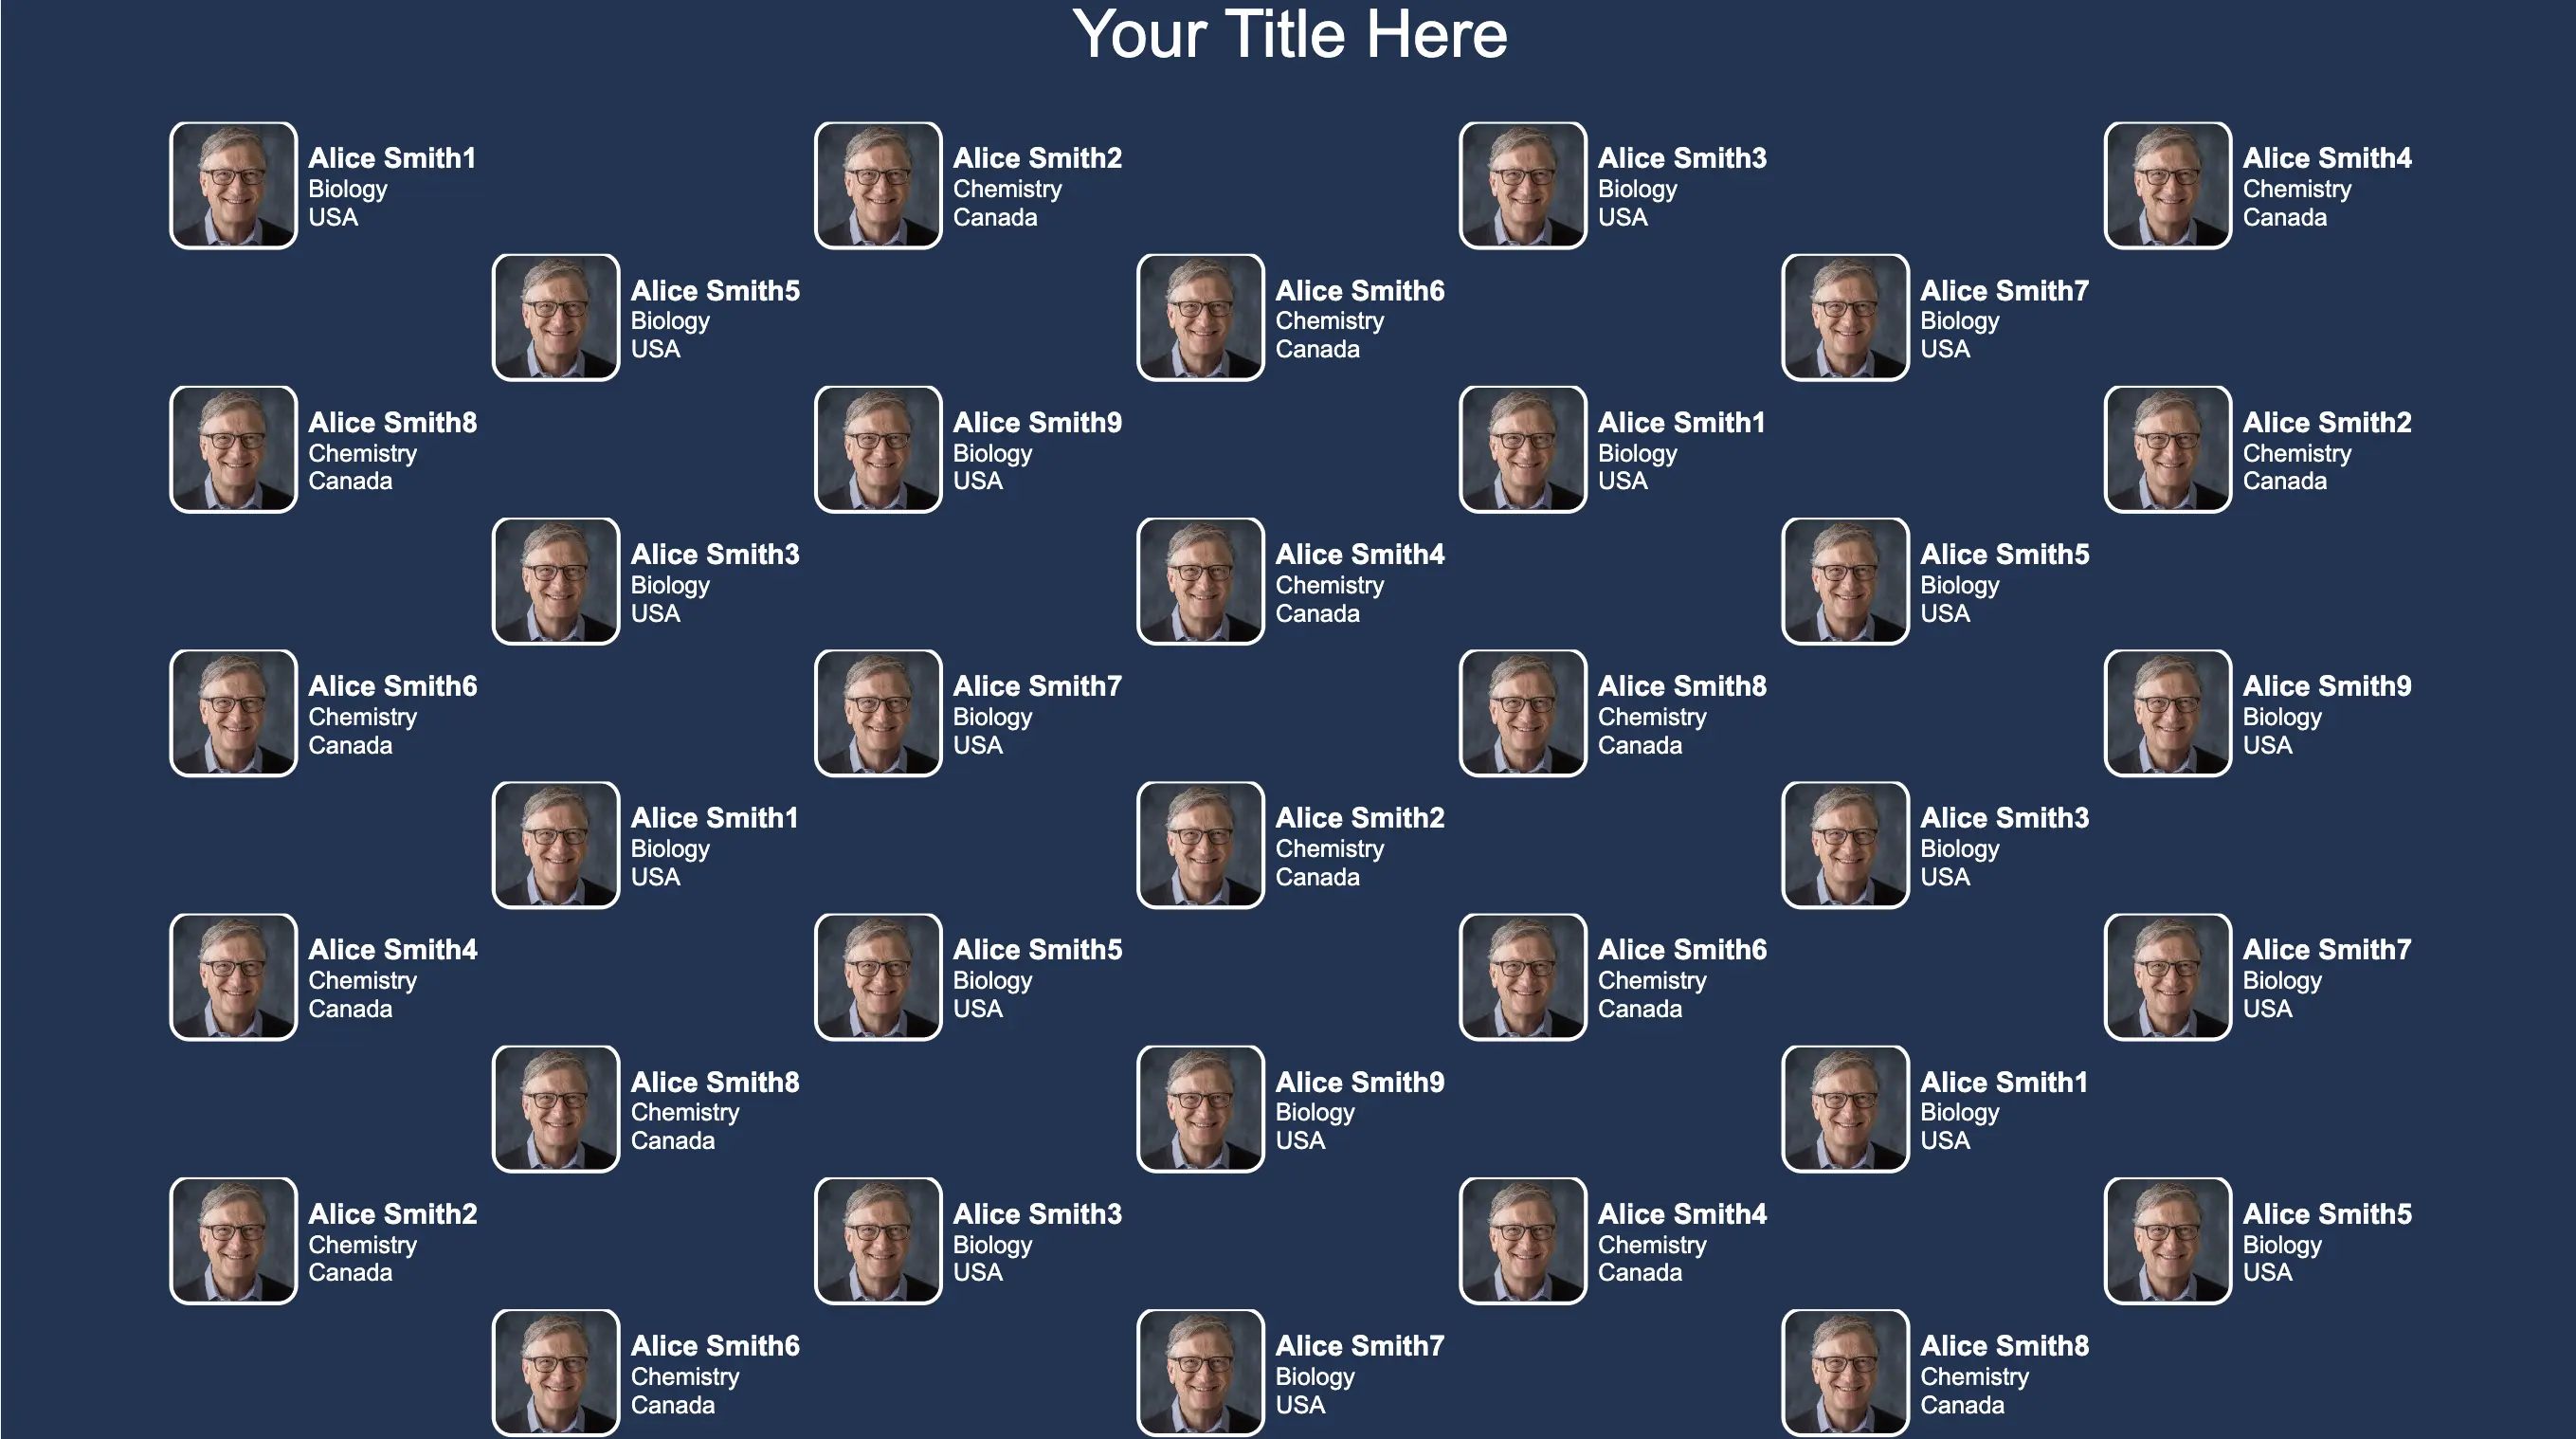 Your Title Here
Alice Smith1
Biology
USA
Alice Smith2
Chemistry
Canada
Alice Smith3
Biology
USA
Alice Smith4
Chemistry
Canada
Alice Smith5
Biology
USA
Alice Smith6
Chemistry
Canada
Alice Smith7
Biology
USA
Alice Smith8
Chemistry
Canada
Alice Smith9
Biology
USA
Alice Smith1
Biology
USA
Alice Smith2
Chemistry
Canada
Alice Smith3
Biology
USA
Alice Smith4
Chemistry
Canada
Alice Smith5
Biology
USA
Alice Smith6
Chemistry
Canada
Alice Smith7
Biology
USA
Alice Smith8
Chemistry
Canada
Alice Smith9
Biology
USA
Alice Smith1
Biology
USA
Alice Smith2
Chemistry
Canada
Alice Smith3
Biology
USA
Alice Smith4
Chemistry
Canada
Alice Smith5
Biology
USA
Alice Smith6
Chemistry
Canada
Alice Smith7
Biology
USA
Alice Smith8
Chemistry
Canada
Alice Smith9
Biology
USA
Alice Smith1
Biology
USA
Alice Smith2
Chemistry
Canada
Alice Smith3
Biology
USA
Alice Smith4
Chemistry
Canada
Alice Smith5
Biology
USA
Alice Smith6
Chemistry
Canada
Alice Smith7
Biology
USA
Alice Smith8
Chemistry
Canada